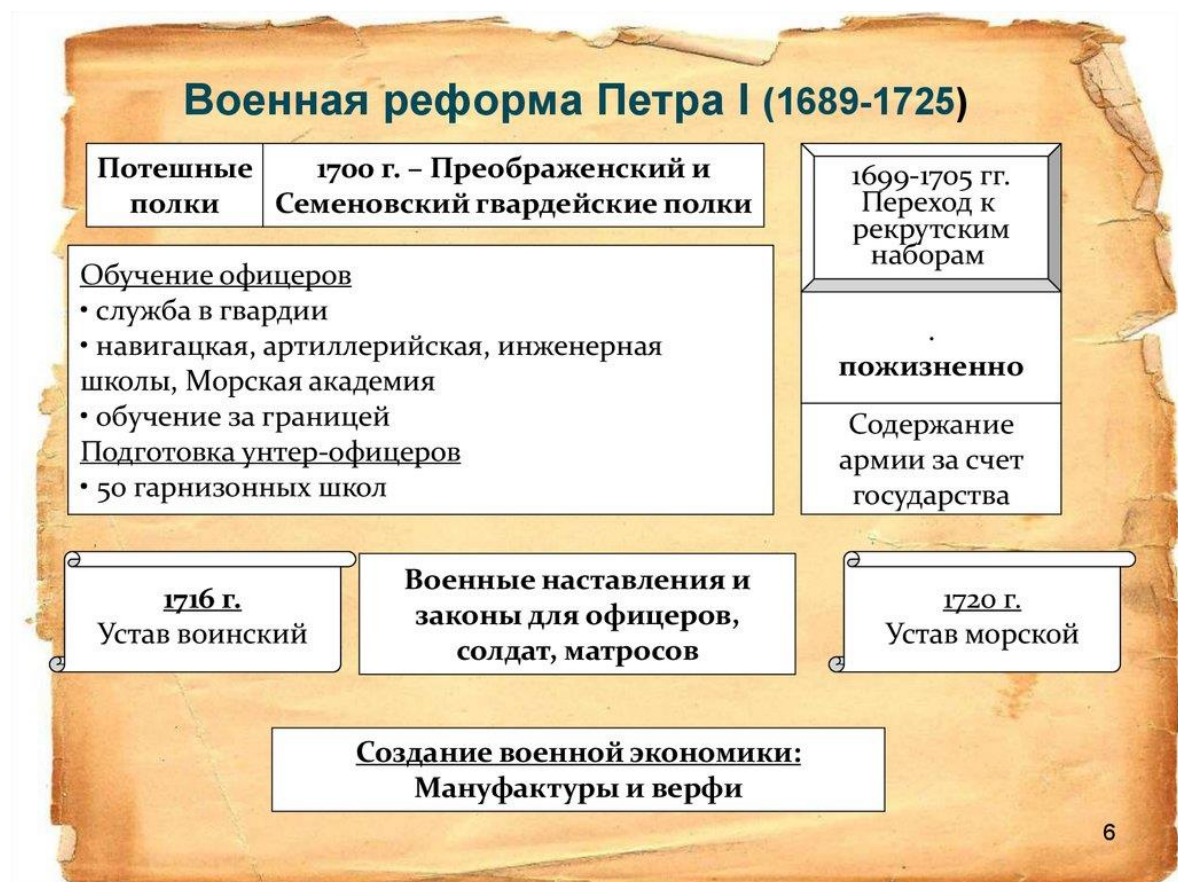 Военная реформа Петра I (1689-1725)
Потешные
полки
1700 г. – Преображенский и
Семеновский гвардейские полки
1699-1705 гг.
Переход к
рекрутским
наборам
.
пожизненно
Содержание
армии за счет
государства
Обучение офицеров
• служба в гвардии
• навигацкая, артиллерийская, инженерная
школы, Морская академия
• обучение за границей
Подготовка унтер-офицеров
• 50 гарнизонных школ
1716 г.
Устав воинский
Военные наставления и
законы для офицеров,
солдат, матросов
1720 г.
Устав морской
Создание военной экономики:
Мануфактуры и верфи
6